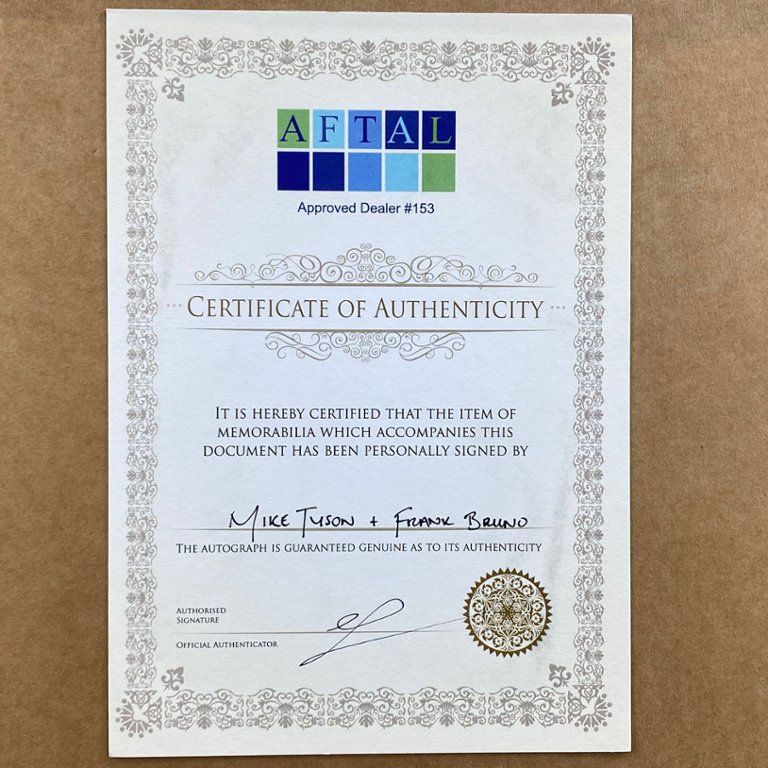 AFTAL
Approved Dealer #153
CERTIFICATE OF AUTHENTICITY
IT IS HEREBY CERTIFIED THAT THE ITEM OF
MEMORABILIA WHICH ACCOMPANIES THIS
DOCUMENT HAS BEEN PERSONALLY SIGNED BY
MIKE TYSON + FRANK BRUNO
THE AUTOGRAPH IS GUARANTEED GENUINE AS TO ITS AUTHENTICITY
AUTHORISED
SIGNATURE
OFFICIAL AUTHENTICATOR